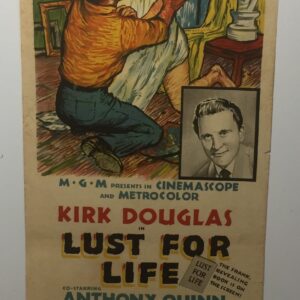 M·G·M PRESENTS IN CINEMASCOPE
AND METROCOLOR
KIRK DOUGLAS
IN
LUST FOR
LIFE
THE FRANK,
REVEALING
BOOK IS ON
THE SCREEN!
LUST
FOR
LIFE
CO-STARRING
ANTHONY QUINN